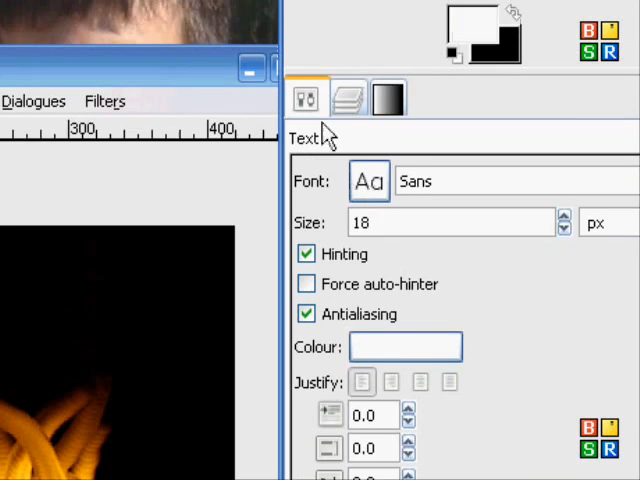 B '
S R
Dialogues Filters
300 400
Text
Font: Aa Sans
Size: 18 px
Hinting
Force auto-hinter
Antialiasing
Colour:
Justify:
0.0
0.0
B '
S R